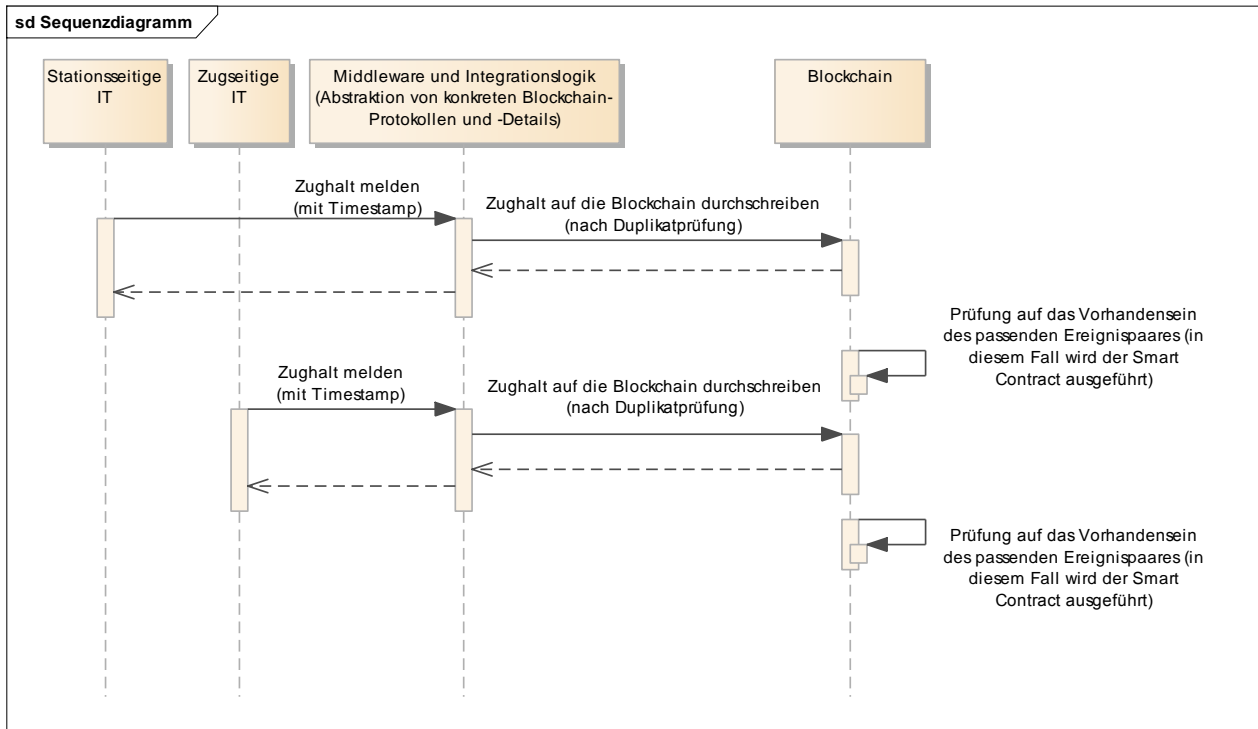 sd Sequenzdiagramm
Stationsseitige
IT
Zugseitige
IT
Middleware und Integrationslogik
(Abstraktion von konkreten Blockchain-
Protokollen und -Details)
Blockchain
Zughalt melden
(mit Timestamp)
Zughalt auf die Blockchain durchschreiben
(nach Duplikatprüfung)
Prüfung auf das Vorhandensein
des passenden Ereignispaares (in
diesem Fall wird der Smart
Contract ausgeführt)
Zughalt melden
(mit Timestamp)
Zughalt auf die Blockchain durchschreiben
(nach Duplikatprüfung)
Prüfung auf das Vorhandensein
des passenden Ereignispaares (in
diesem Fall wird der Smart
Contract ausgeführt)